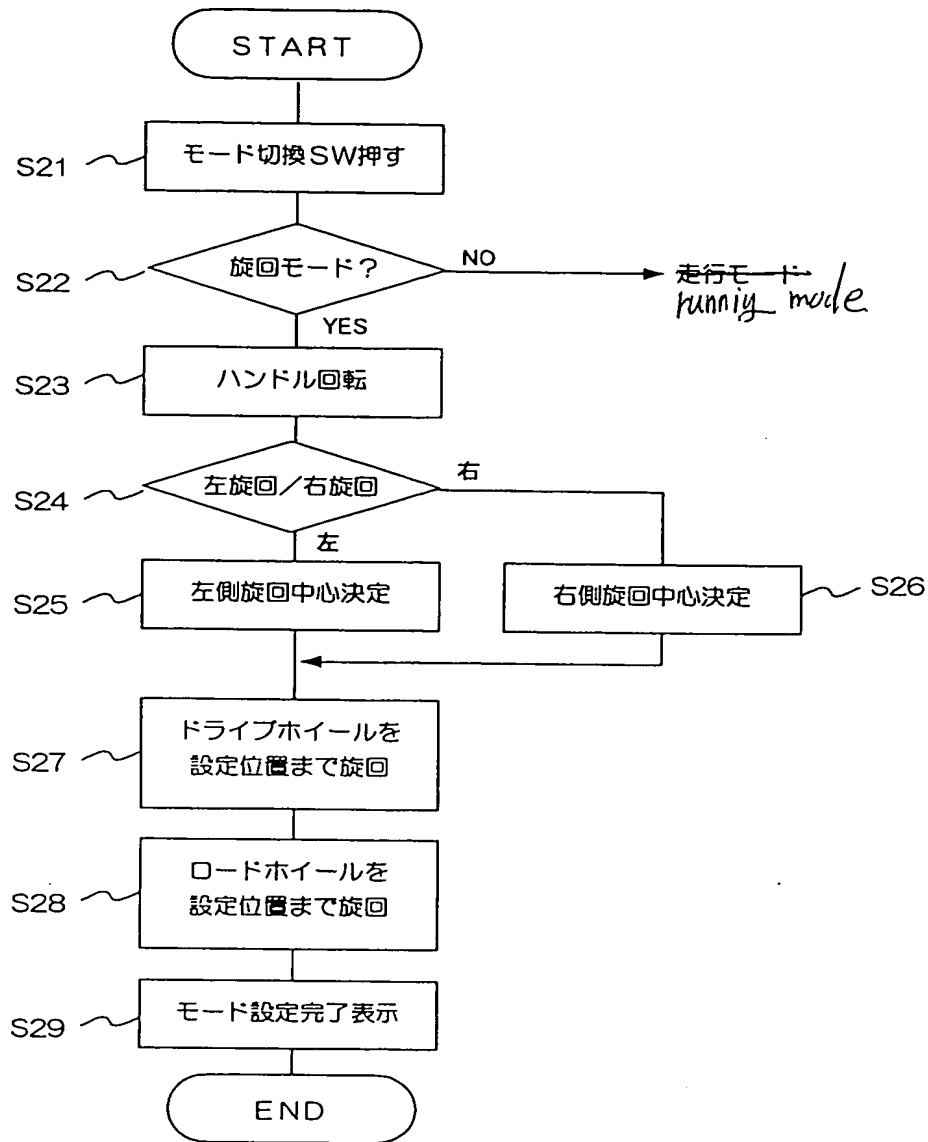 START
S21
モード切換SW押す
S22
旋回モード?
NO
走行モード
runniy mode
YES
S23
ハンドル回転
S24
左旋回/右旋回
右
左
S25
左側旋回中心決定
右側旋回中心決定
S26
S27
ドライブホイールを
設定位置まで旋回
S28
ロードホイールを
設定位置まで旋回
S29
モード設定完了表示
END